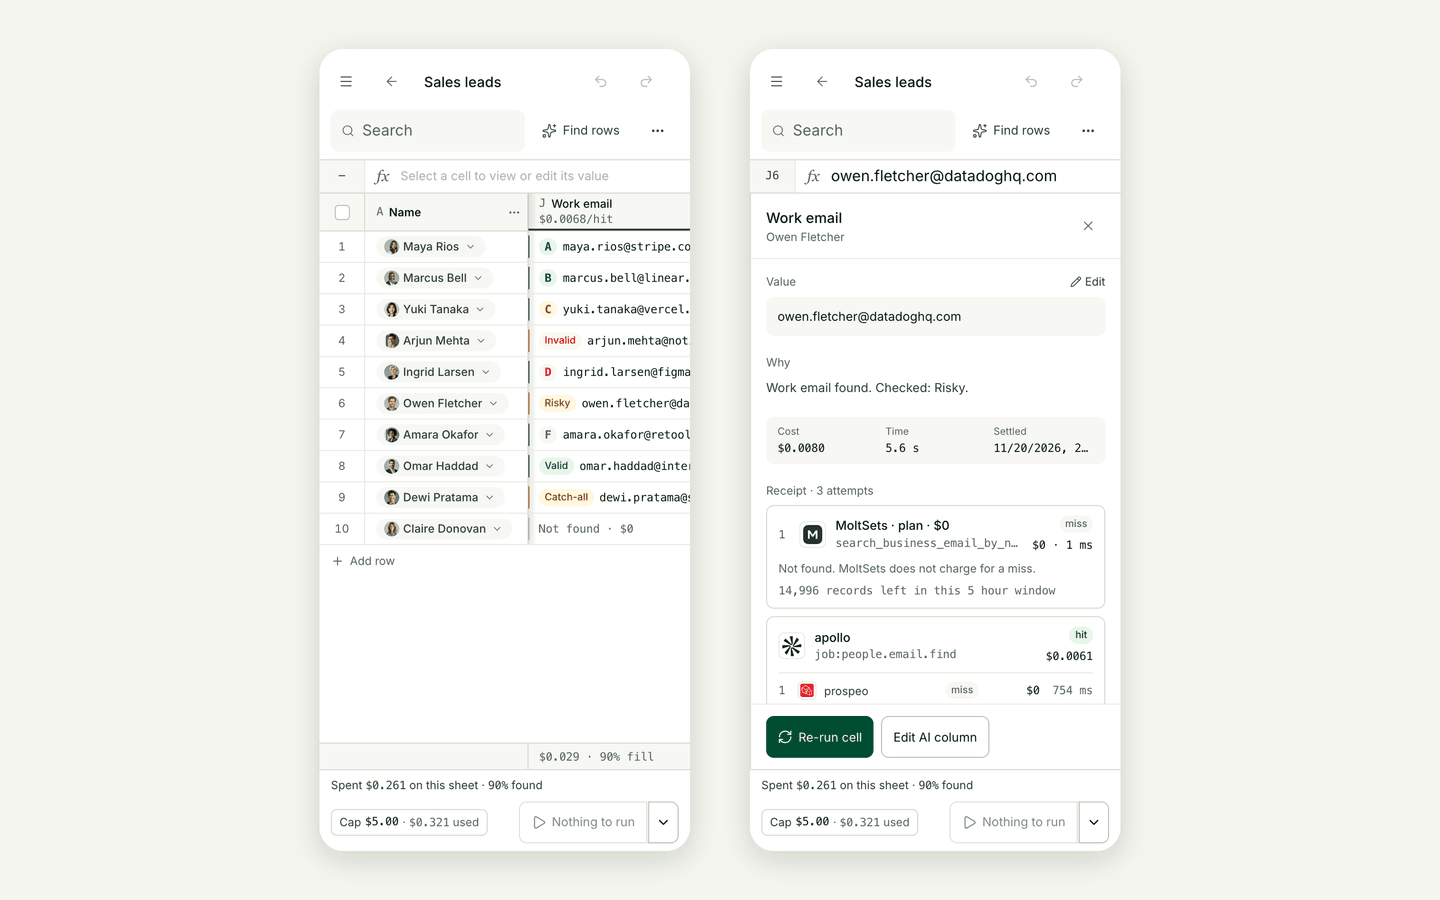 Sales leads
Search
Find rows
–
fx Select a cell to view or edit its value
A Name
J Work email
$0.0068/hit
1 Maya Rios A maya.rios@stripe.co
2 Marcus Bell B marcus.bell@linear.
3 Yuki Tanaka C yuki.tanaka@vercel.
4 Arjun Mehta Invalid arjun.mehta@not
5 Ingrid Larsen D ingrid.larsen@figma
6 Owen Fletcher Risky owen.fletcher@da
7 Amara Okafor F amara.okafor@retool
8 Omar Haddad Valid omar.haddad@inte
9 Dewi Pratama Catch-all dewi.pratama@s
10 Claire Donovan Not found · $0
+ Add row
$0.029 · 90% fill
Spent $0.261 on this sheet · 90% found
Cap $5.00 · $0.321 used
Nothing to run
Sales leads
Search
Find rows
J6 fx owen.fletcher@datadoghq.com
Work email
Owen Fletcher
Value
Edit
owen.fletcher@datadoghq.com
Why
Work email found. Checked: Risky.
Cost Time Settled
$0.0080 5.6 s 11/20/2026, 2…
Receipt · 3 attempts
1 M MoltSets · plan · $0 miss
search_business_email_by_n… $0 · 1 ms
Not found. MoltSets does not charge for a miss.
14,996 records left in this 5 hour window
apollo hit
job:people.email.find $0.0061
1 prospeo miss $0 754 ms
Re-run cell
Edit AI column
Spent $0.261 on this sheet · 90% found
Cap $5.00 · $0.321 used
Nothing to run